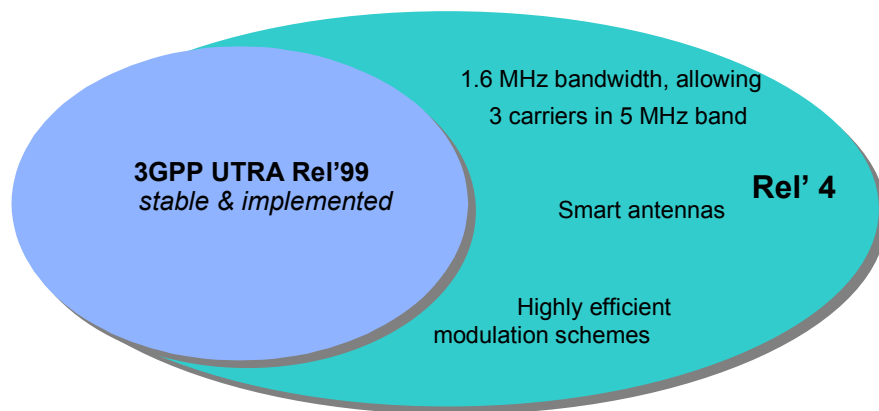 1.6 MHz bandwidth, allowing
3 carriers in 5 MHz band
3GPP UTRA Rel’99
stable & implemented
Rel’ 4
Smart antennas
Highly efficient
modulation schemes